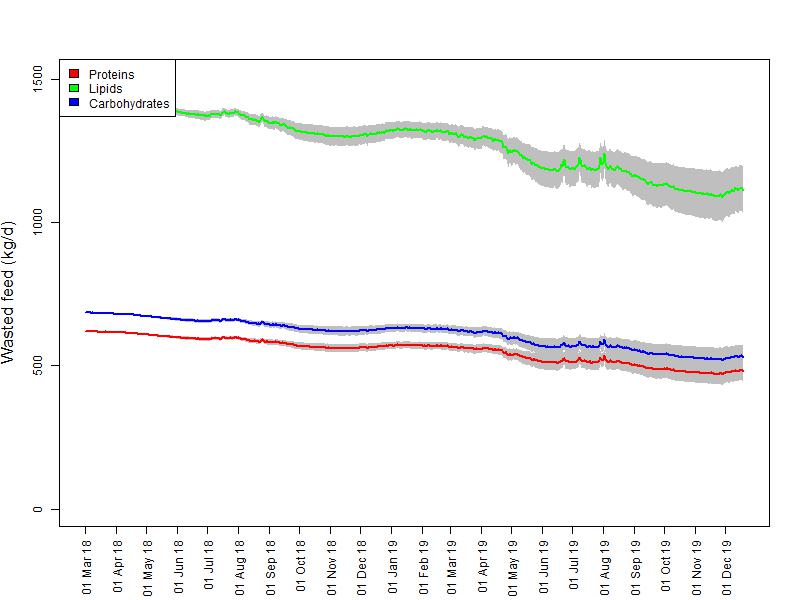 Proteins
Lipids
Carbohydrates
Wasted feed (kg/d)
1500
1000
500
0
01 Mar 18
01 Apr 18
01 May 18
01 Jun 18
01 Jul 18
01 Aug 18
01 Sep 18
01 Oct 18
01 Nov 18
01 Dec 18
01 Jan 19
01 Feb 19
01 Mar 19
01 Apr 19
01 May 19
01 Jun 19
01 Jul 19
01 Aug 19
01 Sep 19
01 Oct 19
01 Nov 19
01 Dec 19